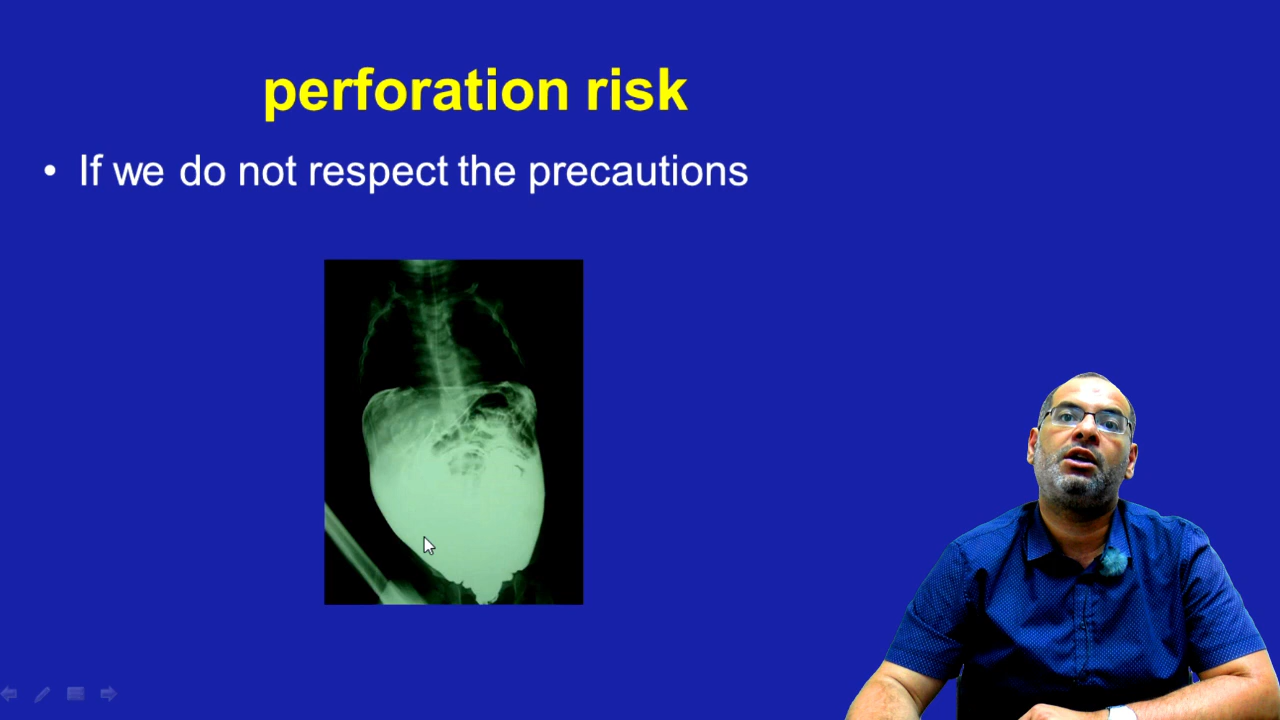 perforation risk
• If we do not respect the precautions